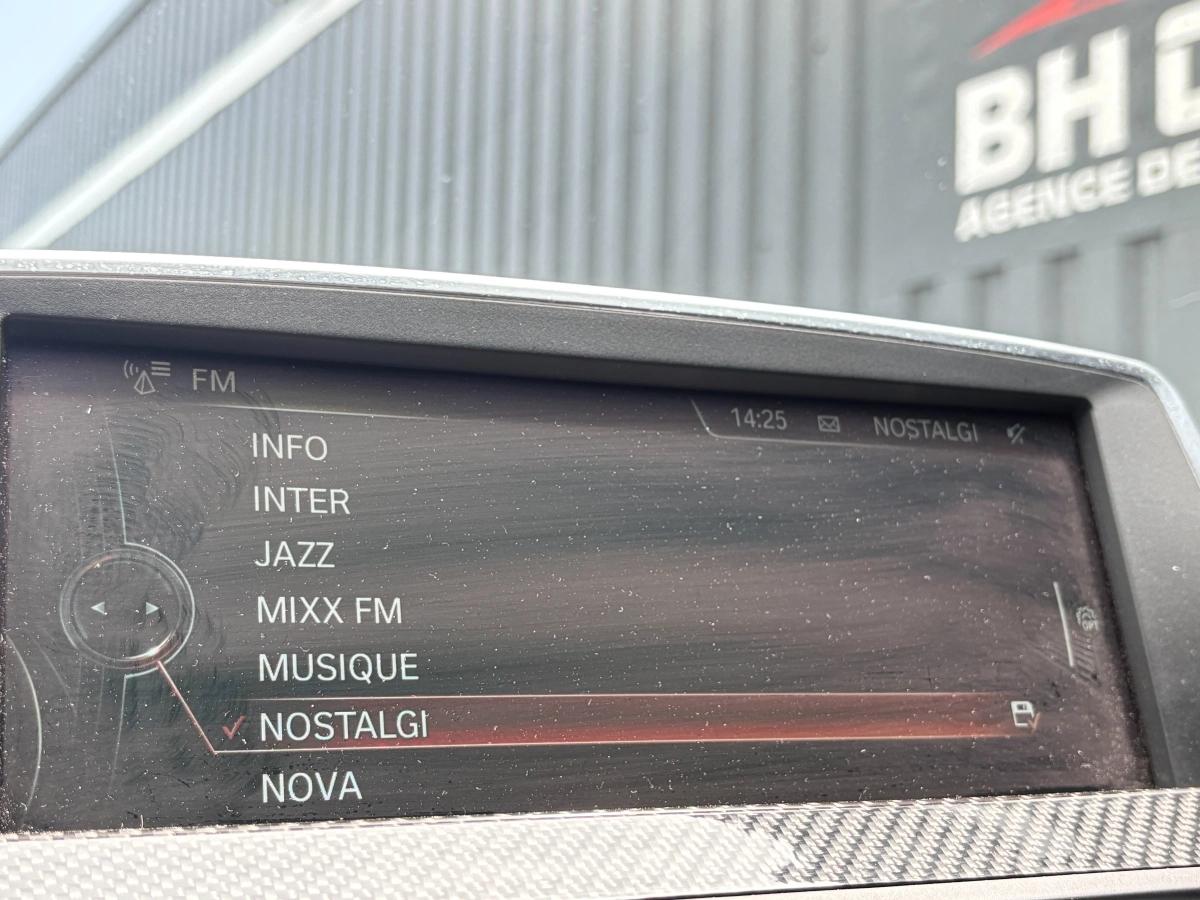 BH
AGENCE DE
FM
14:25 NOSTALGI
INFO
INTER
JAZZ
MIXX FM
MUSIQUE
NOSTALGI
NOVA